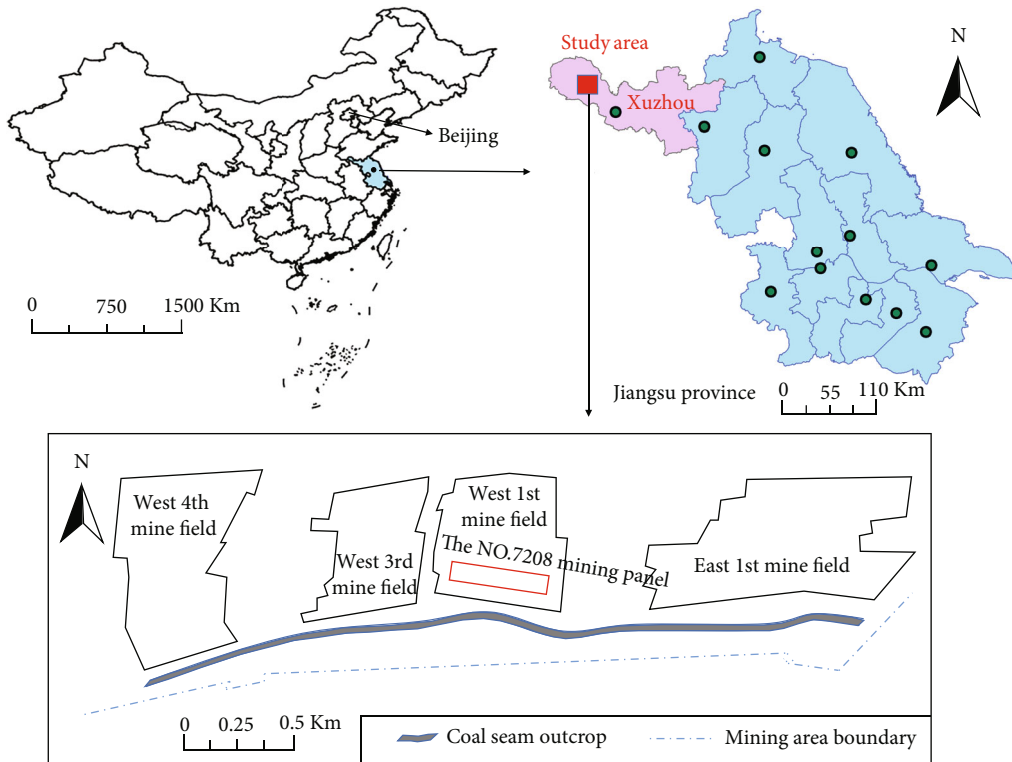 Beijing
0 750 1500 Km
Study area
Xuzhou
N
Jiangsu province
0 55 110 Km
N
West 4th
mine field
West 3rd
mine field
West 1st
mine field
The NO.7208 mining panel
East 1st mine field
0 0.25 0.5 Km
Coal seam outcrop
Mining area boundary